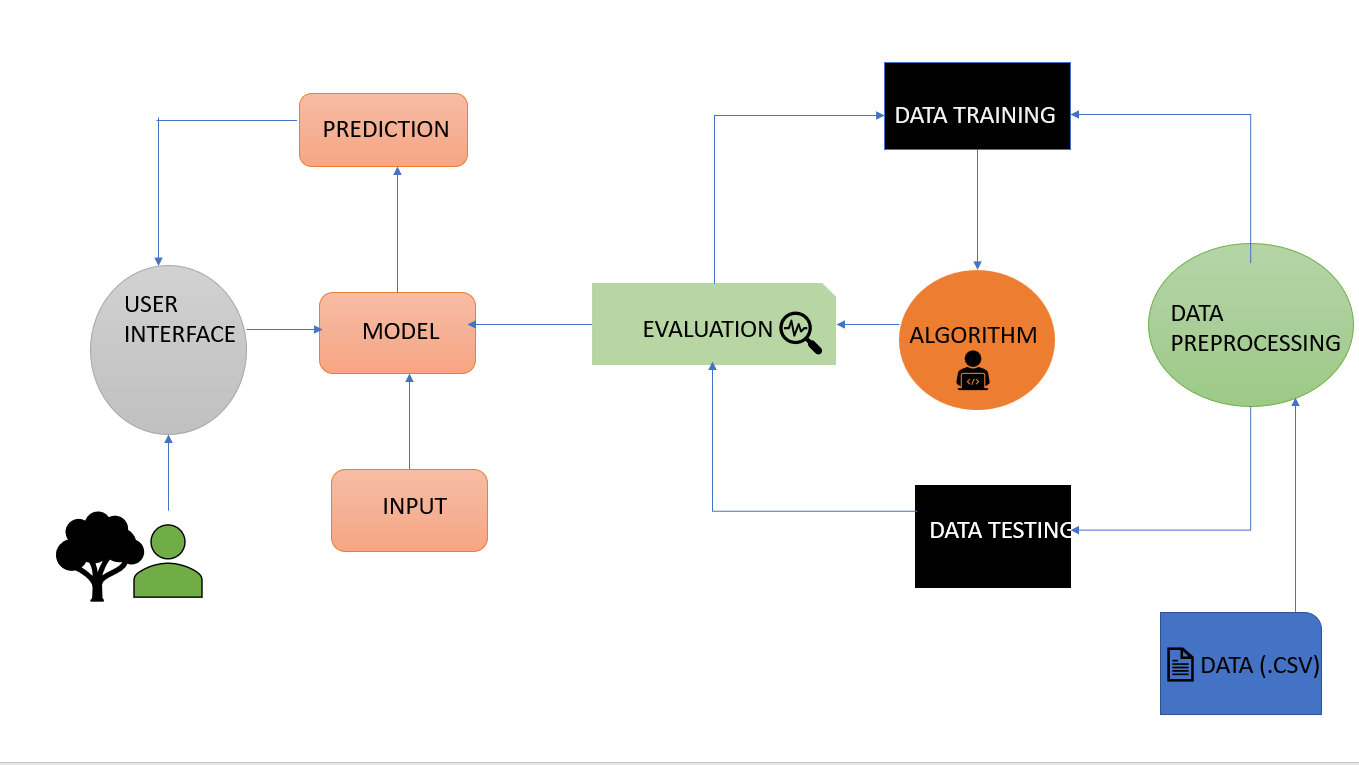 DATA TRAINING
PREDICTION
USER
INTERFACE
MODEL
EVALUATION
ALGORITHM
DATA
PREPROCESSING
INPUT
DATA TESTING
DATA (.CSV)